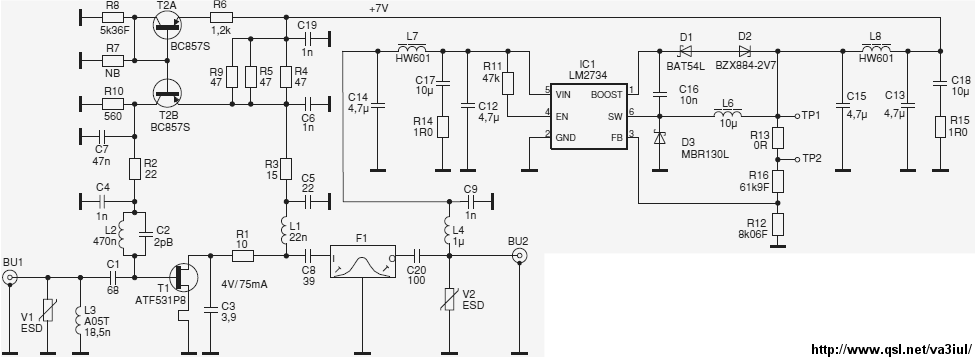 R8
5k36F
T2A
BC857S
R6
1,2k
+7V
C19
1n
R7
NB
R9
47
R5
47
R4
47
R10
560
T2B
BC857S
C6
1n
C7
47n
R2
22
R3
15
C4
1n
C5
22
L2
470n
C2
2pB
L1
22n
BU1
C1
68
T1
ATF531P8
R1
10
4V/75mA
C3
3,9
C8
39
F1
I
O
C20
100
V1
ESD
L3
A05T
18,5n
L4
1µ
C9
1n
BU2
V2
ESD
L7
HW601
C14
4,7µ
C17
10µ
R14
1R0
C12
4,7µ
R11
47k
IC1
LM2734
5
VIN
BOOST
1
4
EN
SW
6
2
GND
FB
3
D1
BAT54L
D2
BZX884-2V7
C16
10n
L6
10µ
D3
MBR130L
TP1
R13
0R
TP2
R16
61k9F
R12
8k06F
C15
4,7µ
L8
HW601
C13
4,7µ
C18
10µ
R15
1R0
http://www.qsl.net/va3iul/